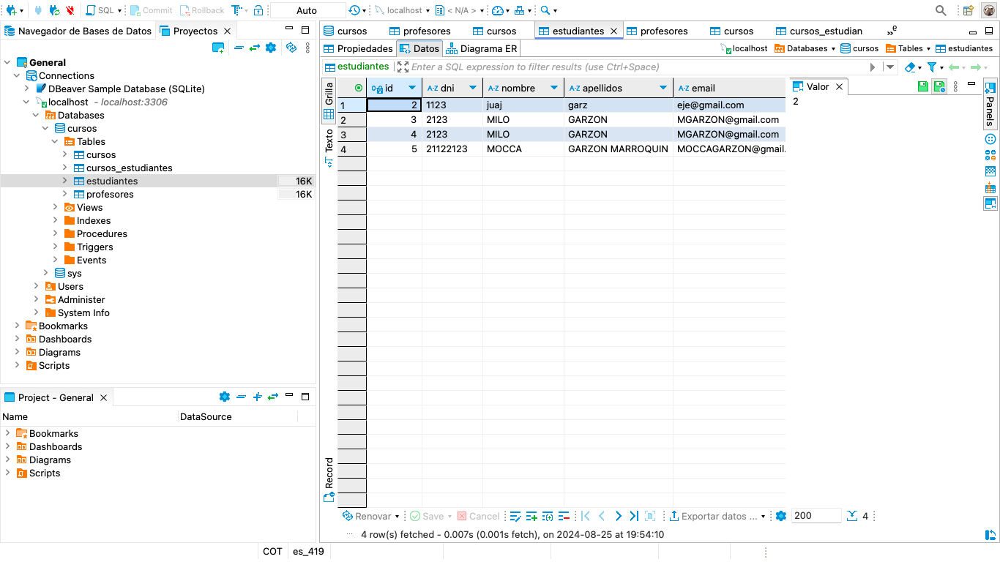 SQL Commit Rollback T Auto localhost < N/A >
Navegador de Bases de Datos Proyectos
General
Connections
DBeaver Sample Database (SQLite)
localhost - localhost:3306
Databases
cursos
Tables
cursos
cursos_estudiantes
estudiantes 16K
profesores 16K
Views
Indexes
Procedures
Triggers
Events
sys
Users
Administer
System Info
Bookmarks
Dashboards
Diagrams
Scripts
Project - General
Name DataSource
Bookmarks
Dashboards
Diagrams
Scripts
cursos profesores cursos estudiantes profesores cursos cursos_estudian »e
Propiedades Datos Diagrama ER localhost Databases cursos Tables estudiantes
estudiantes Enter a SQL expression to filter results (use Ctrl+Space)
Grilla
Texto
Record
id A-Z dni A-Z nombre A-Z apellidos A-Z email
1 2 1123 juaj garz eje@gmail.com
2 3 2123 MILO GARZON MGARZON@gmail.com
3 4 2123 MILO GARZON MGARZON@gmail.com
4 5 21122123 MOCCA GARZON MARROQUIN MOCCAGARZON@gmail.
Valor
2
Panels
Renovar Save Cancel Exportar datos ... 200 4
4 row(s) fetched - 0.007s (0.001s fetch), on 2024-08-25 at 19:54:10
COT es_419